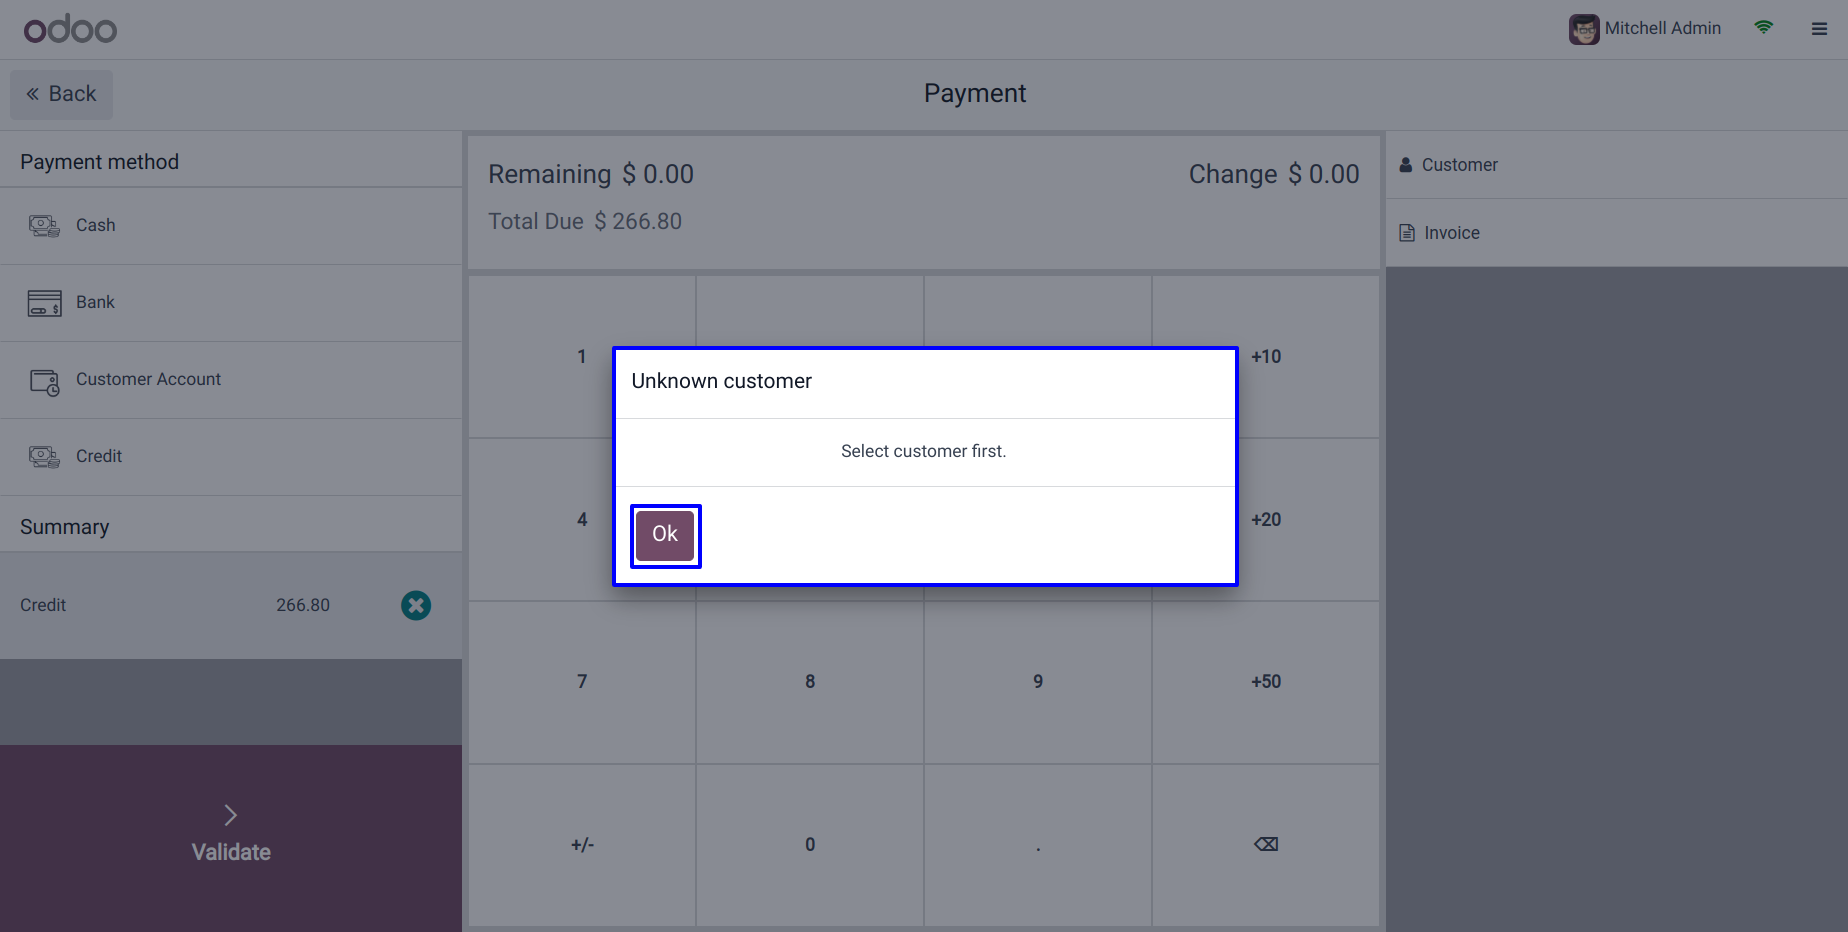 odoo
Mitchell Admin
Back
Payment
Payment method
Cash
Bank
Customer Account
Credit
Summary
Credit 266.80
Validate
Remaining $ 0.00
Change $ 0.00
Total Due $ 266.80
1
+10
4
+20
7
8
9
+50
+/-
0
.
Unknown customer
Select customer first.
Ok
Customer
Invoice